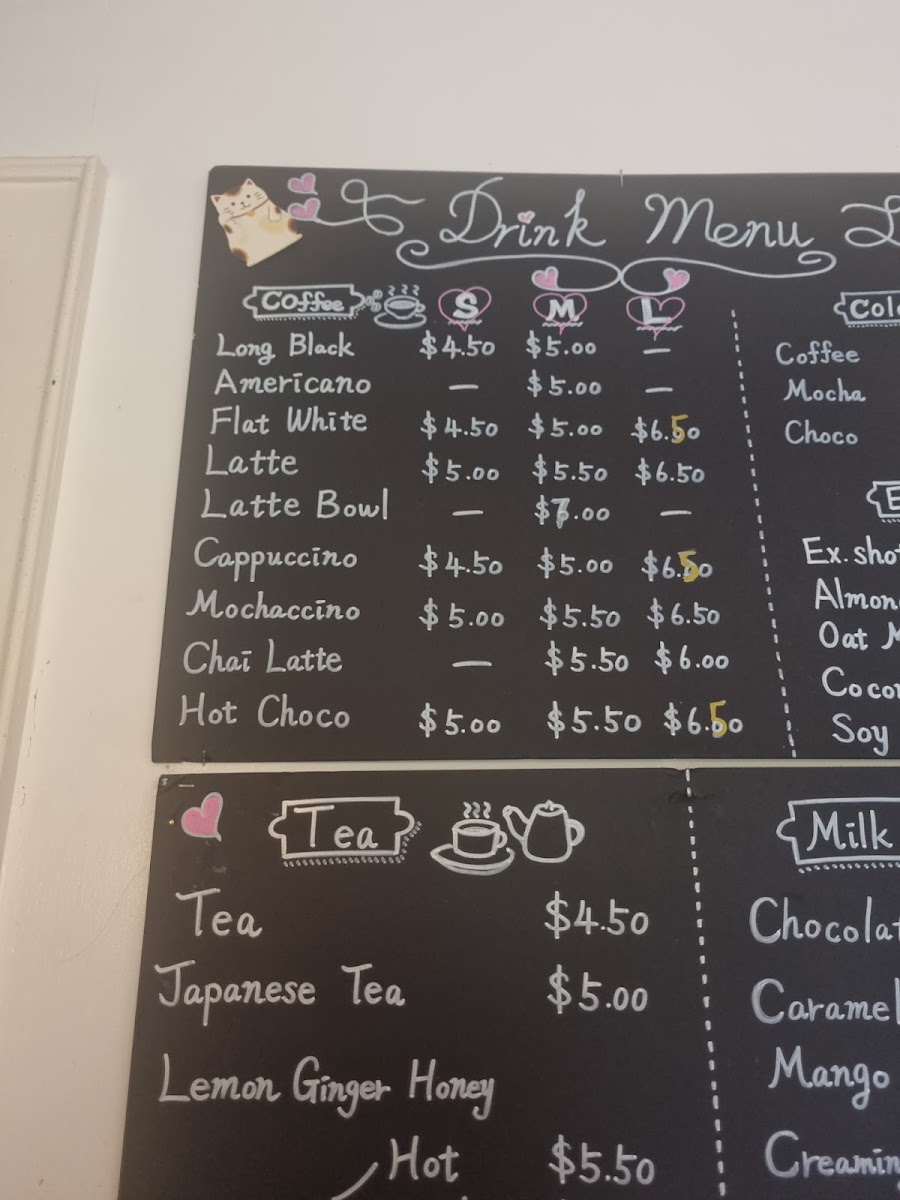 Drink Menu
Coffee S M L
Long Black $4.50 $5.00 —
Americano — $5.00 —
Flat White $4.50 $5.00 $6.50
Latte $5.00 $5.50 $6.50
Latte Bowl — $7.00 —
Cappuccino $4.50 $5.00 $6.50
Mochaccino $5.00 $5.50 $6.50
Chai Latte — $5.50 $6.00
Hot Choco $5.00 $5.50 $6.50
Coffee
Mocha
Choco
Ex. shot
Oat
Soy
Tea
Tea $4.50
Japanese Tea $5.00
Lemon Ginger Honey
Hot $5.50
Milk
Caramel
Mango